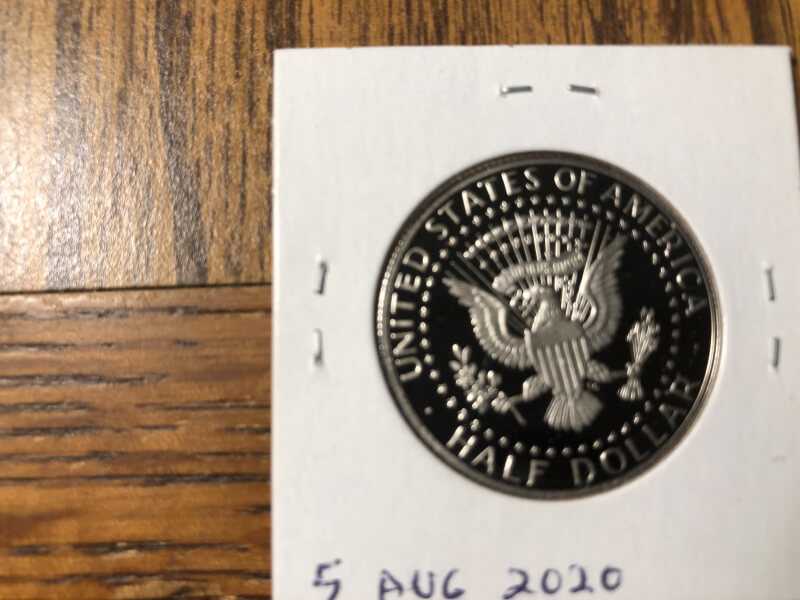 UNITED STATES OF AMERICA
HALF DOLLAR
5 AUG 2020